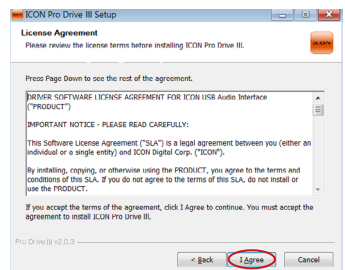 ICON Pro Drive III Setup
License Agreement
Please review the license terms before installing ICON Pro Drive III.
ICON
Press Page Down to see the rest of the agreement.
DRIVER SOFTWARE LICENSE AGREEMENT FOR ICON USB Audio Interface
("PRODUCT")
IMPORTANT NOTICE - PLEASE READ CAREFULLY:
This Software License Agreement ("SLA") is a legal agreement between you (either an
individual or a single entity) and ICON Digital Corp. ("ICON").
By installing, copying, or otherwise using the PRODUCT, you agree to the terms and
conditions of this SLA. If you do not agree to the terms of this SLA, do not install or
use the PRODUCT.
If you accept the terms of the agreement, click I Agree to continue. You must accept the
agreement to install ICON Pro Drive III.
Pro Drive III v2.0.3
< Back
I Agree
Cancel